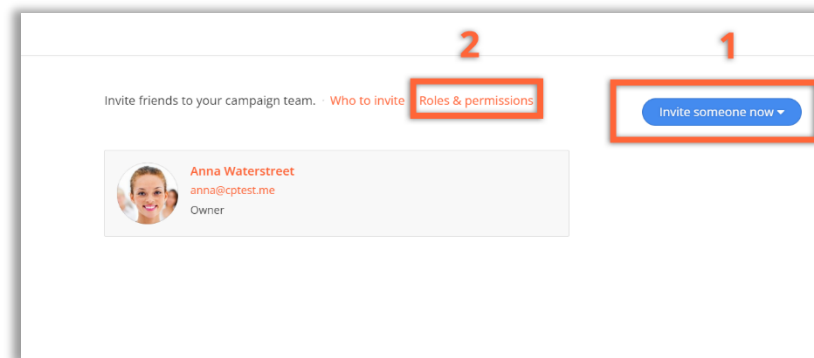 2
1
Invite friends to your campaign team. · Who to invite · Roles & permissions
Invite someone now
Anna Waterstreet
anna@cptest.me
Owner